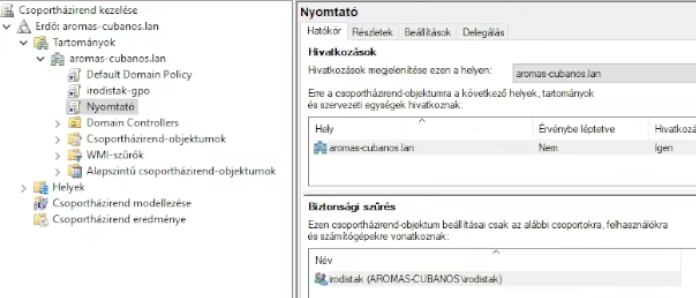 Csoportházirend kezelése
Erdő: aromas-cubanos.lan
Tartományok
aromas-cubanos.lan
Default Domain Policy
irodistak-gpo
Nyomtató
Domain Controllers
Csoportházirend-objektumok
WMI-szűrők
Alapszintű csoportházirend-objektumok
Helyek
Csoportházirend modellezése
Csoportházirend eredménye
Nyomtató
Hatókör Részletek Beállítások Delegálás
Hivatkozások
Hivatkozások megjelenítése ezen a helyen: aromas-cubanos.lan
Erre a csoportházirend-objektumra a következő helyek, tartományok
és szervezeti egységek hivatkoznak:
Hely Érvénybe léptetve Hivatkozá
aromas-cubanos.lan Nem Igen
Biztonsági szűrés
Ezen csoportházirend-objektum beállításai csak az alábbi csoportokra, felhasználókra
és számítógépekre vonatkoznak:
Név
irodistak (AROMAS-CUBANOS\irodistak)